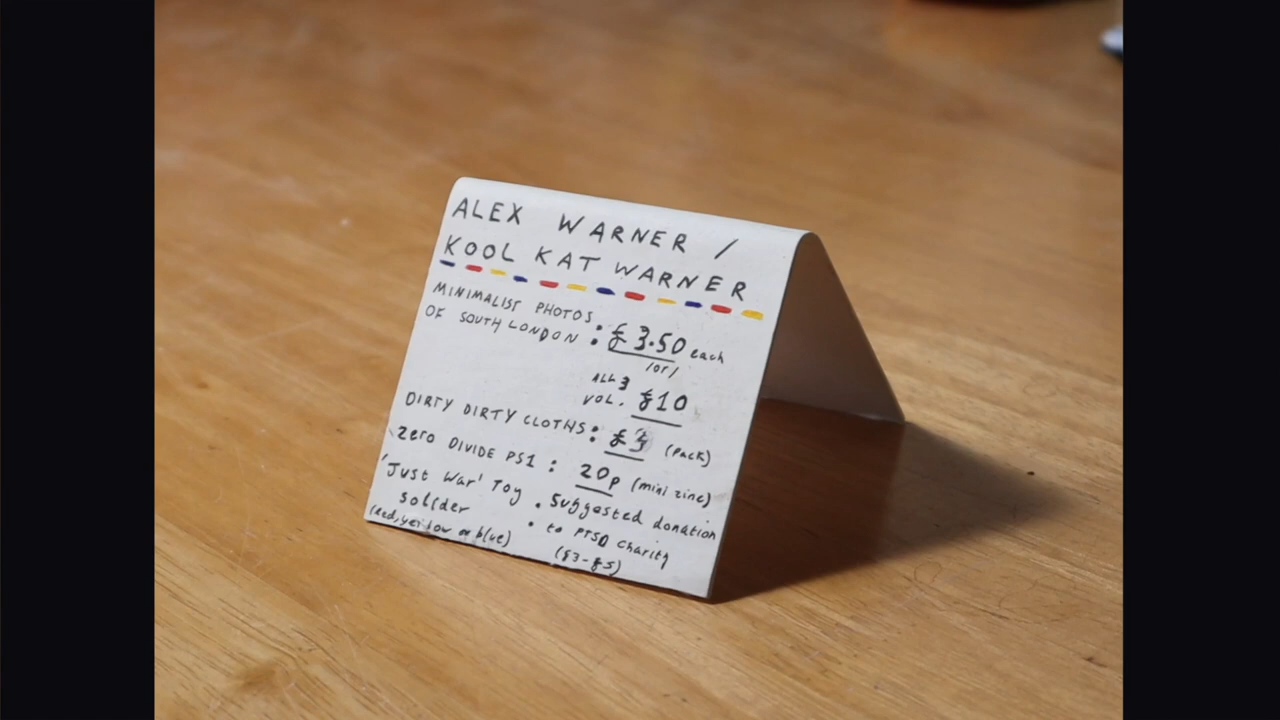 ALEX WARNER /
KOOL KAT WARNER
MINIMALIST PHOTOS
OF SOUTH LONDON : £3.50 each
/or/
ALL 3
VOL. £10
DIRTY DIRTY CLOTHS : £ (PACK)
Zero DIVIDE PS1 : 20p (mini zine)
'Just War' Toy
Solider
(red, yellow or blue)
: Suggested donation
to PTSD Charity
(£3-£5)